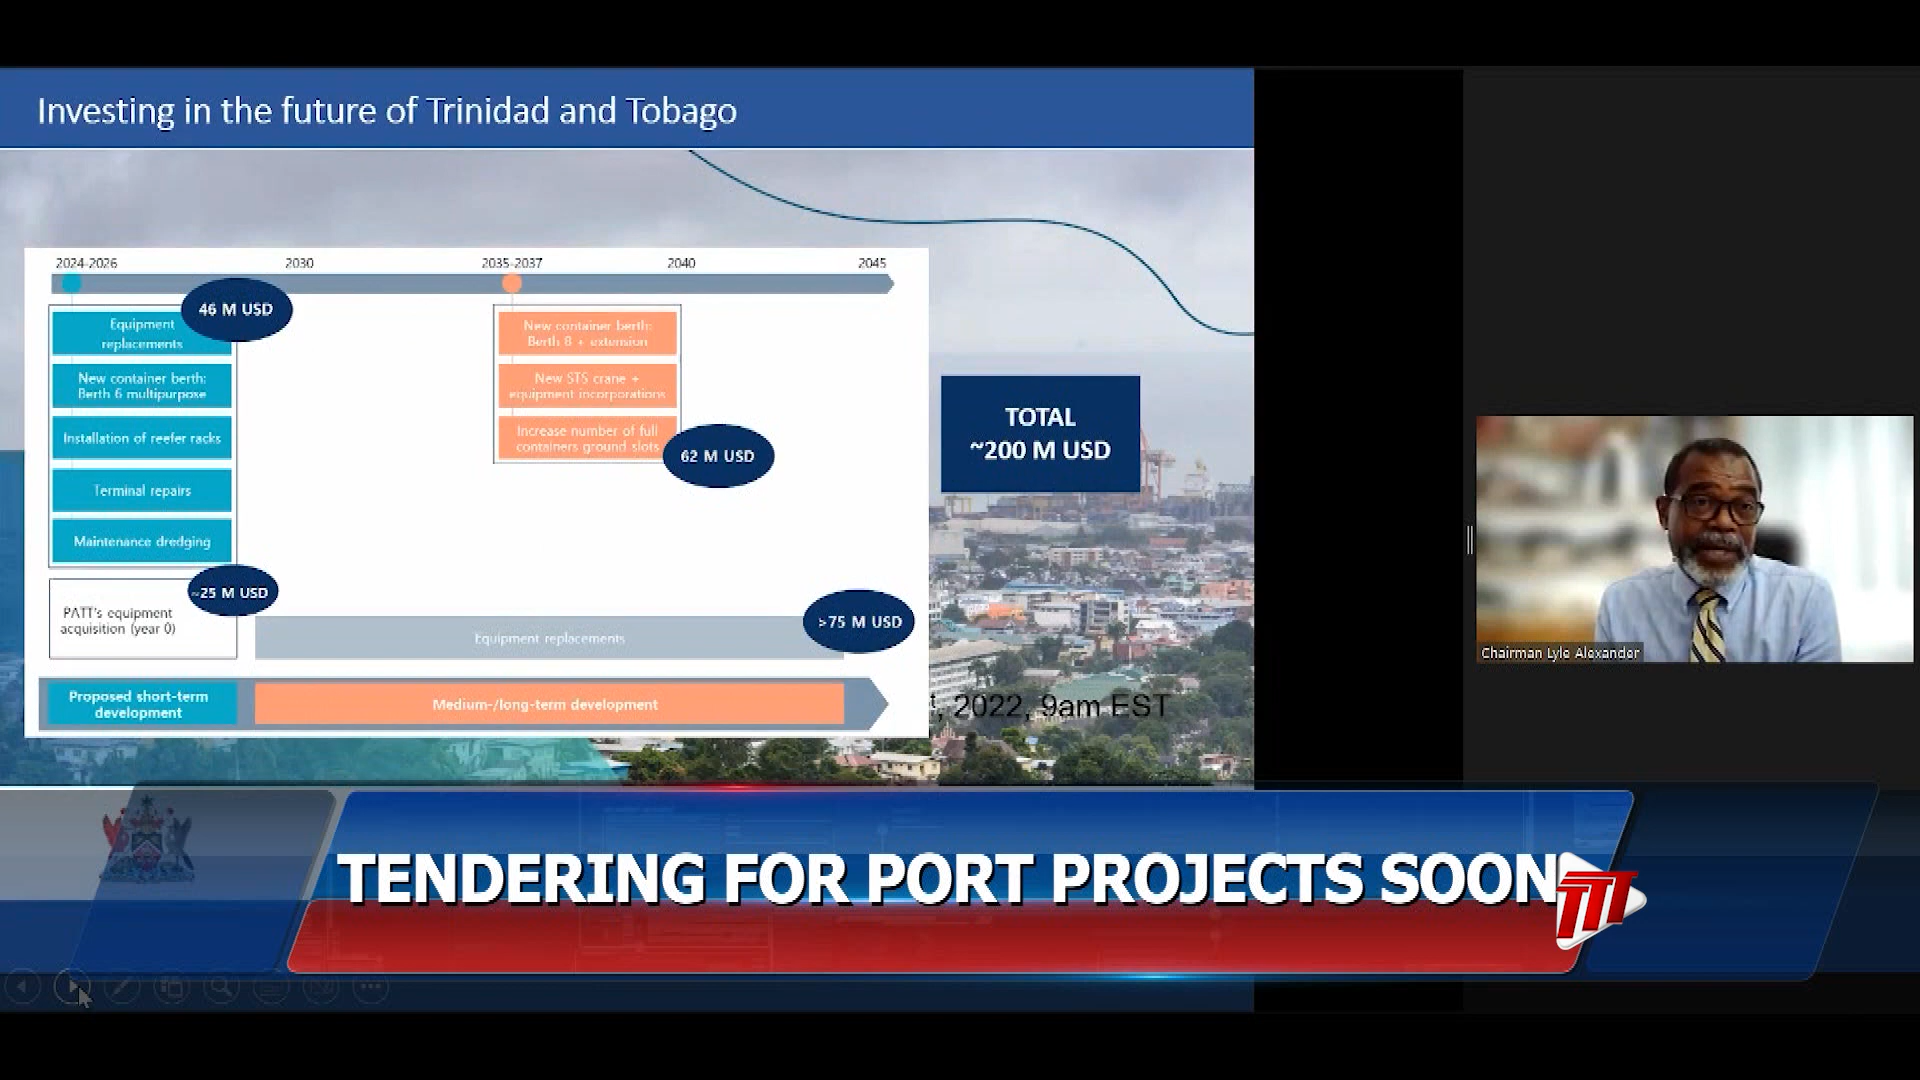 Investing in the future of Trinidad and Tobago
2024-2026
2030
2035-2037
2040
2045
46 M USD
Equipment
replacements
New container berth:
Berth 6 multipurpose
Installation of reefer racks
Terminal repairs
Maintenance dredging
~25 M USD
PATT's equipment
acquisition (year 0)
New container berth:
Berth 8 + extension
New STS crane +
equipment incorporations
Increase number of full
containers ground slots
62 M USD
TOTAL
~200 M USD
>75 M USD
Equipment replacements
Proposed short-term
development
Medium-/long-term development
, 2022, 9am EST
Chairman Lyle Alexander
TENDERING FOR PORT PROJECTS SOON
TTT